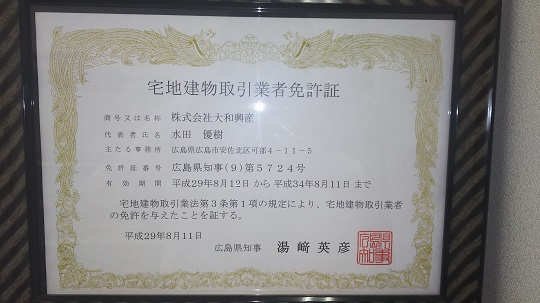 宅地建物取引業者免許証
商号又は名称 株式会社大和興産
代表者氏名 水田 優樹
主たる事務所 広島県広島市安佐北区可部4-11-5
免許証番号 広島県知事(9)第5724号
有効期間 平成29年8月12日から平成34年8月11日まで
宅地建物取引業法第3条第1項の規定により、宅地建物取引業者
の免許を与えたことを証する。
平成29年8月11日
広島県知事 湯﨑英彦